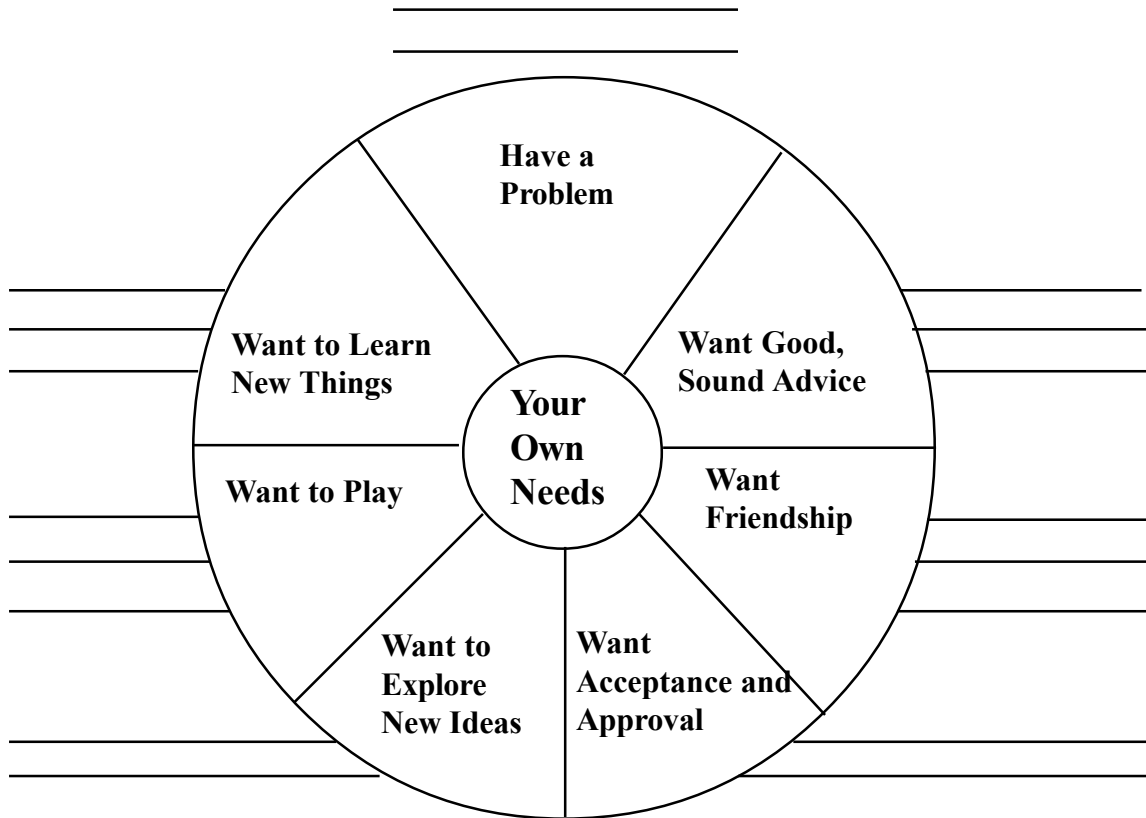 Have a
Problem
Want to Learn
New Things
Want Good,
Sound Advice
Your
Own
Needs
Want to Play
Want
Friendship
Want to
Explore
New Ideas
Want
Acceptance and
Approval